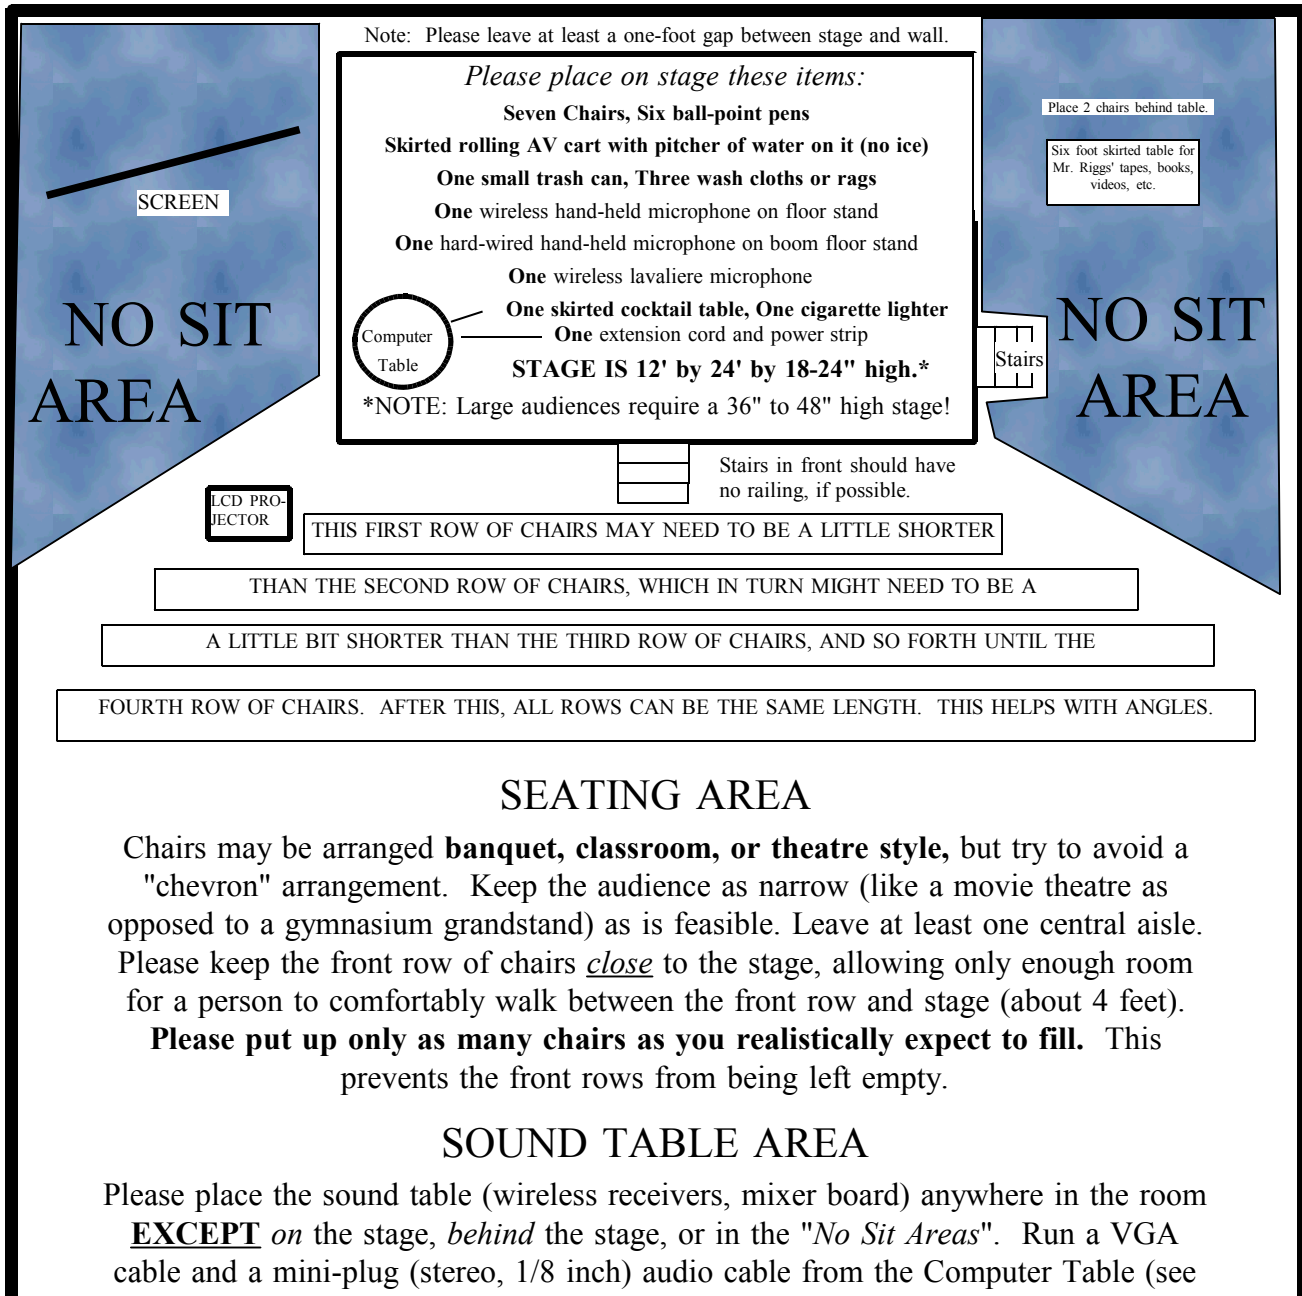 Note: Please leave at least a one-foot gap between stage and wall.
Please place on stage these items:
Seven Chairs, Six ball-point pens
Skirted rolling AV cart with pitcher of water on it (no ice)
One small trash can, Three wash cloths or rags
One wireless hand-held microphone on floor stand
One hard-wired hand-held microphone on boom floor stand
One wireless lavaliere microphone
One skirted cocktail table, One cigarette lighter
One extension cord and power strip
STAGE IS 12' by 24' by 18-24" high.*
*NOTE: Large audiences require a 36" to 48" high stage!
Computer
Table
SCREEN
NO SIT
AREA
Place 2 chairs behind table.
Six foot skirted table for
Mr. Riggs' tapes, books,
videos, etc.
NO SIT
AREA
Stairs
Stairs in front should have
no railing, if possible.
LCD PRO-
JECTOR
THIS FIRST ROW OF CHAIRS MAY NEED TO BE A LITTLE SHORTER
THAN THE SECOND ROW OF CHAIRS, WHICH IN TURN MIGHT NEED TO BE A
A LITTLE BIT SHORTER THAN THE THIRD ROW OF CHAIRS, AND SO FORTH UNTIL THE
FOURTH ROW OF CHAIRS. AFTER THIS, ALL ROWS CAN BE THE SAME LENGTH. THIS HELPS WITH ANGLES.
SEATING AREA
Chairs may be arranged banquet, classroom, or theatre style, but try to avoid a
"chevron" arrangement. Keep the audience as narrow (like a movie theatre as
opposed to a gymnasium grandstand) as is feasible. Leave at least one central aisle.
Please keep the front row of chairs close to the stage, allowing only enough room
for a person to comfortably walk between the front row and stage (about 4 feet).
Please put up only as many chairs as you realistically expect to fill. This
prevents the front rows from being left empty.
SOUND TABLE AREA
Please place the sound table (wireless receivers, mixer board) anywhere in the room
EXCEPT on the stage, behind the stage, or in the "No Sit Areas". Run a VGA
cable and a mini-plug (stereo, 1/8 inch) audio cable from the Computer Table (see